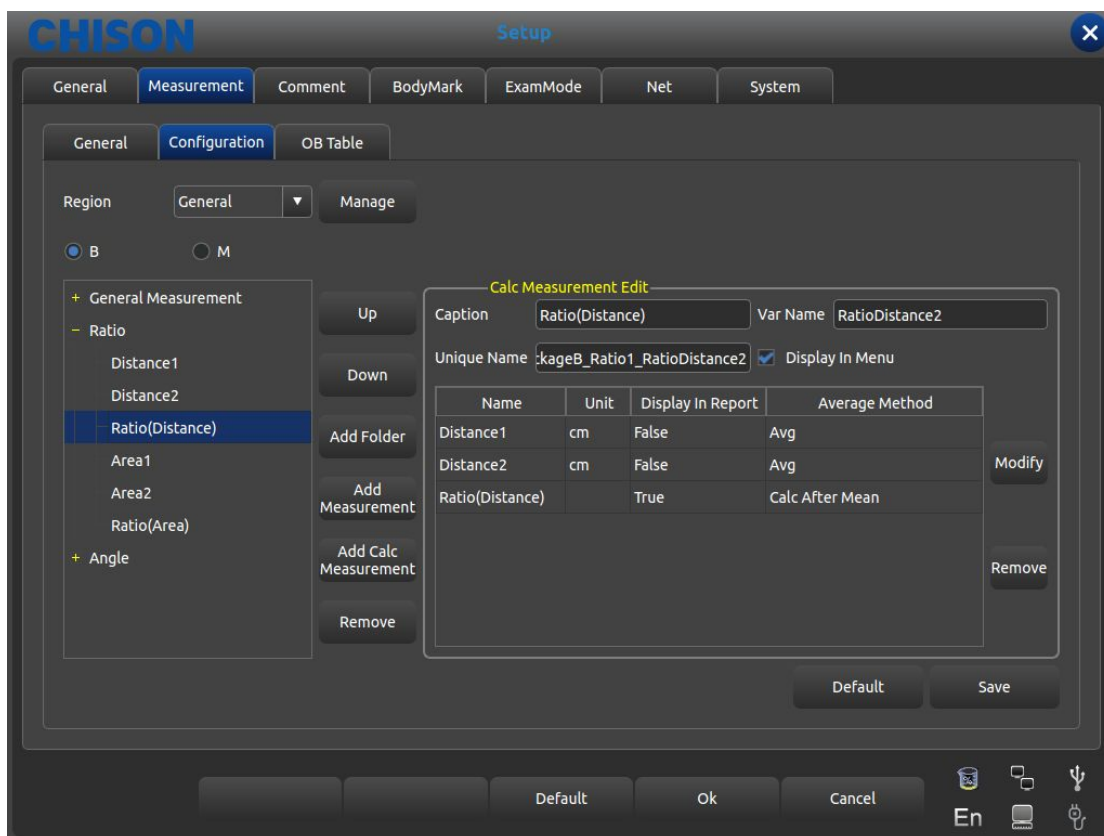 CHISON
Setup
General Measurement Comment BodyMark ExamMode Net System
General Configuration OB Table
Region General Manage
B M
+ General Measurement
− Ratio
Distance1
Distance2
Ratio(Distance)
Area1
Area2
Ratio(Area)
+ Angle
Up
Down
Add Folder
Add
Measurement
Add Calc
Measurement
Remove
Calc Measurement Edit
Caption Ratio(Distance) Var Name RatioDistance2
Unique Name kageB_Ratio1_RatioDistance2 Display In Menu
Name Unit Display In Report Average Method
Distance1 cm False Avg
Distance2 cm False Avg
Ratio(Distance) True Calc After Mean
Modify
Remove
Default Save
Default Ok Cancel
En